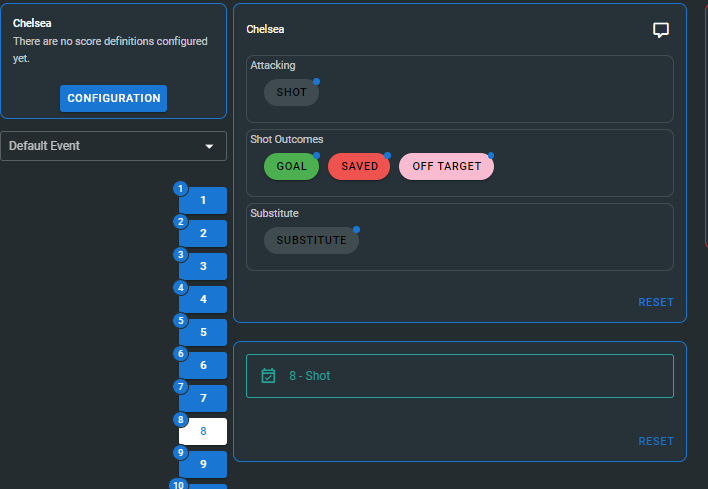 Chelsea
There are no score definitions configured
yet.
CONFIGURATION
Default Event
1
1
2
2
3
3
4
4
5
5
6
6
7
7
8
8
9
9
10
Chelsea
Attacking
SHOT
Shot Outcomes
GOAL SAVED OFF TARGET
Substitute
SUBSTITUTE
RESET
8 - Shot
RESET